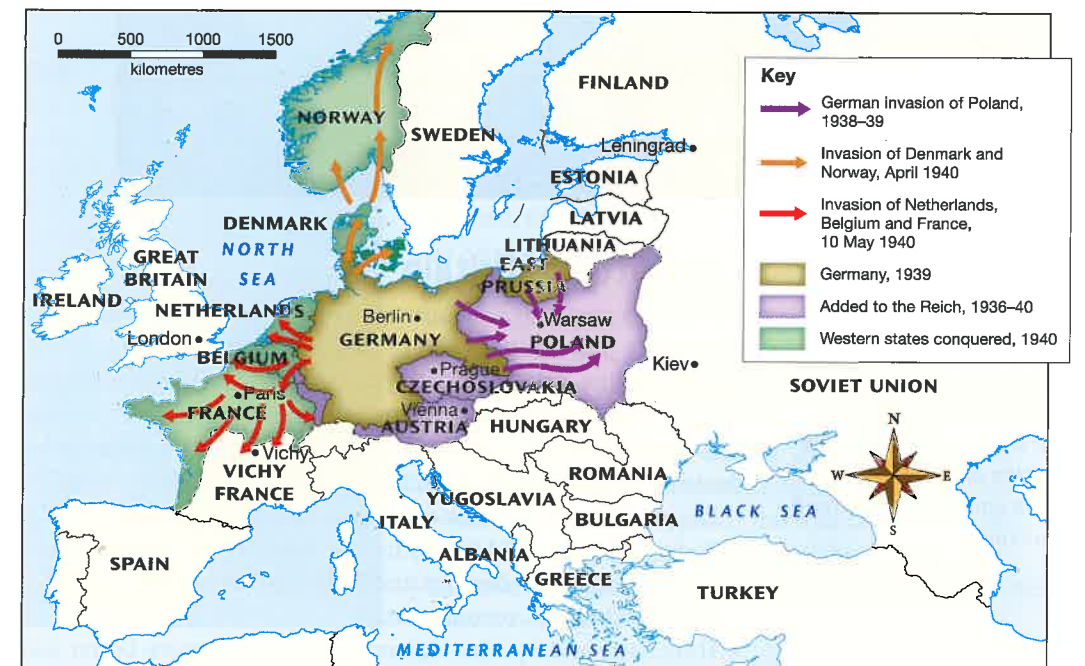 0 500 1000 1500
kilometres
Key
German invasion of Poland,
1938–39
Invasion of Denmark and
Norway, April 1940
Invasion of Netherlands,
Belgium and France,
10 May 1940
Germany, 1939
Added to the Reich, 1936–40
Western states conquered, 1940
FINLAND
NORWAY
SWEDEN
Leningrad
ESTONIA
LATVIA
LITHUANIA
EAST
PRUSSIA
DENMARK
NORTH
SEA
GREAT
BRITAIN
IRELAND
NETHERLANDS
London
BELGIUM
Berlin
GERMANY
Warsaw
POLAND
Kiev
SOVIET UNION
Prague
CZECHOSLOVAKIA
Paris
FRANCE
Vienna
AUSTRIA
HUNGARY
Vichy
VICHY
FRANCE
ROMANIA
YUGOSLAVIA
ITALY
BULGARIA
BLACK SEA
N
W
E
S
SPAIN
ALBANIA
GREECE
TURKEY
MEDITERRANEAN SEA